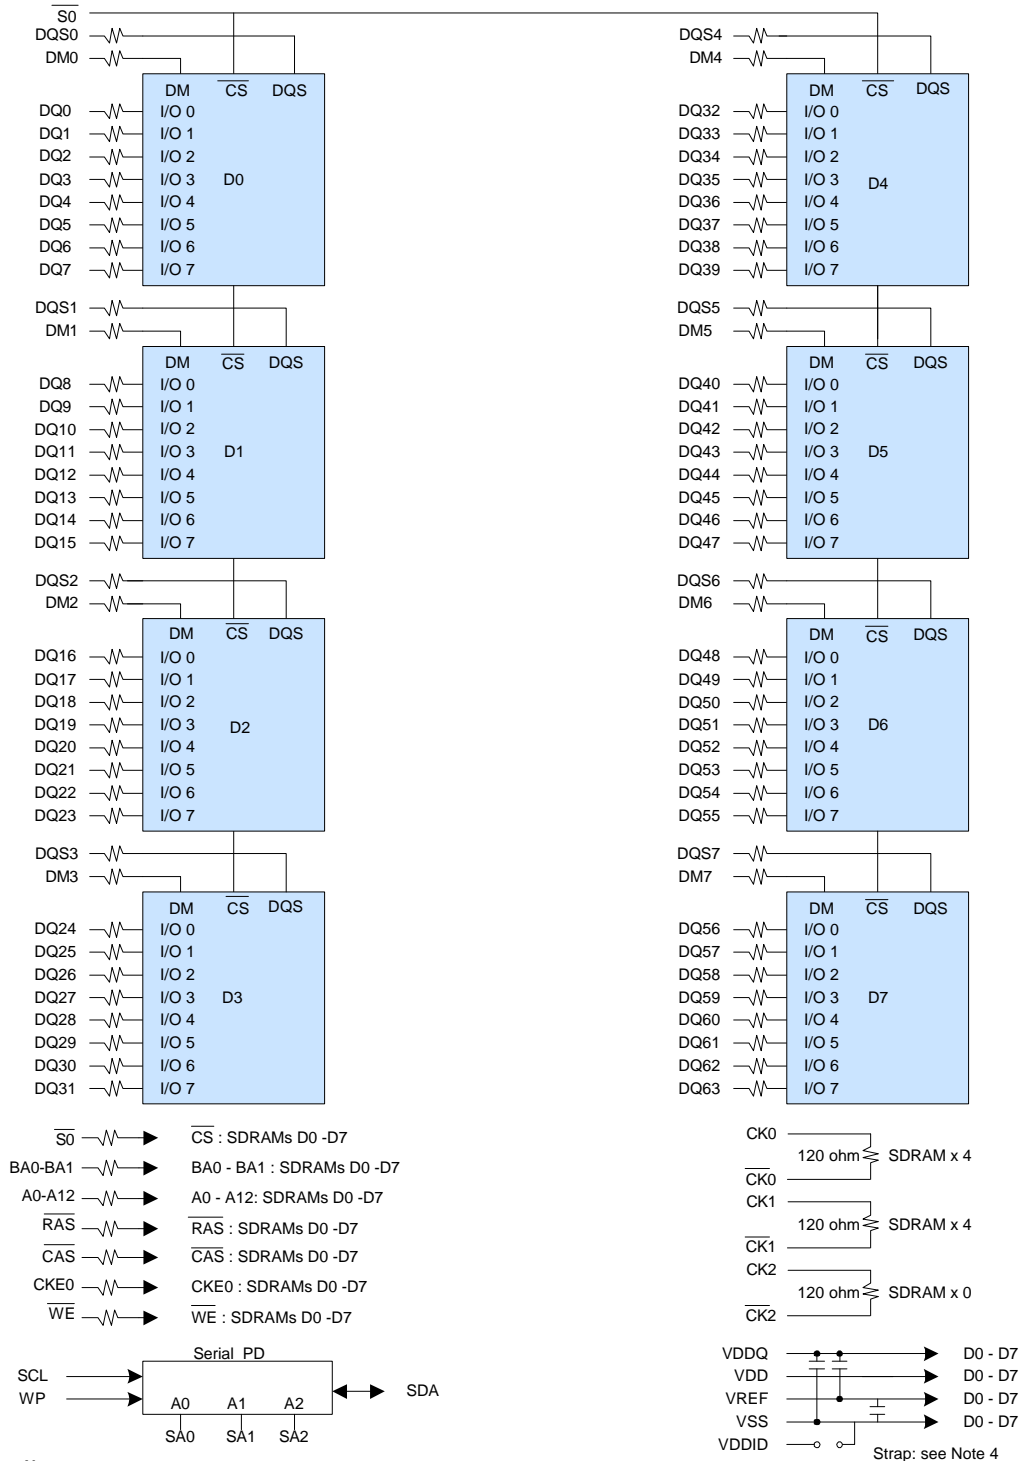 S0
DQS0
DM0
DM CS DQS
DQ0 I/O 0
DQ1 I/O 1
DQ2 I/O 2
DQ3 I/O 3 D0
DQ4 I/O 4
DQ5 I/O 5
DQ6 I/O 6
DQ7 I/O 7
DQS1
DM1
DM CS DQS
DQ8 I/O 0
DQ9 I/O 1
DQ10 I/O 2
DQ11 I/O 3 D1
DQ12 I/O 4
DQ13 I/O 5
DQ14 I/O 6
DQ15 I/O 7
DQS2
DM2
DM CS DQS
DQ16 I/O 0
DQ17 I/O 1
DQ18 I/O 2
DQ19 I/O 3 D2
DQ20 I/O 4
DQ21 I/O 5
DQ22 I/O 6
DQ23 I/O 7
DQS3
DM3
DM CS DQS
DQ24 I/O 0
DQ25 I/O 1
DQ26 I/O 2
DQ27 I/O 3 D3
DQ28 I/O 4
DQ29 I/O 5
DQ30 I/O 6
DQ31 I/O 7
DQS4
DM4
DM CS DQS
DQ32 I/O 0
DQ33 I/O 1
DQ34 I/O 2
DQ35 I/O 3 D4
DQ36 I/O 4
DQ37 I/O 5
DQ38 I/O 6
DQ39 I/O 7
DQS5
DM5
DM CS DQS
DQ40 I/O 0
DQ41 I/O 1
DQ42 I/O 2
DQ43 I/O 3 D5
DQ44 I/O 4
DQ45 I/O 5
DQ46 I/O 6
DQ47 I/O 7
DQS6
DM6
DM CS DQS
DQ48 I/O 0
DQ49 I/O 1
DQ50 I/O 2
DQ51 I/O 3 D6
DQ52 I/O 4
DQ53 I/O 5
DQ54 I/O 6
DQ55 I/O 7
DQS7
DM7
DM CS DQS
DQ56 I/O 0
DQ57 I/O 1
DQ58 I/O 2
DQ59 I/O 3 D7
DQ60 I/O 4
DQ61 I/O 5
DQ62 I/O 6
DQ63 I/O 7
S0 CS : SDRAMs D0 -D7
BA0-BA1 BA0 - BA1 : SDRAMs D0 -D7
A0-A12 A0 - A12: SDRAMs D0 -D7
RAS RAS : SDRAMs D0 -D7
CAS CAS : SDRAMs D0 -D7
CKE0 CKE0 : SDRAMs D0 -D7
WE WE : SDRAMs D0 -D7
Serial PD
SCL
WP
SDA
A0 A1 A2
SA0 SA1 SA2
CK0
120 ohm SDRAM x 4
CK0
CK1
120 ohm SDRAM x 4
CK1
CK2
120 ohm SDRAM x 0
CK2
VDDQ D0 - D7
VDD D0 - D7
VREF D0 - D7
VSS D0 - D7
VDDID
Strap: see Note 4